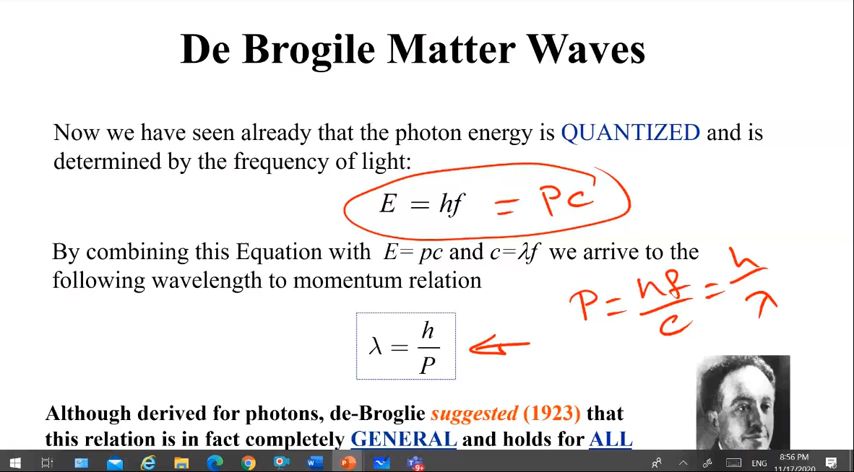 De Brogile Matter Waves
Now we have seen already that the photon energy is QUANTIZED and is
determined by the frequency of light:
E = hf = Pc
By combining this Equation with E= pc and c=λf we arrive to the
following wavelength to momentum relation
P = hf/c = h/λ
λ = h/P
Although derived for photons, de-Broglie suggested (1923) that
this relation is in fact completely GENERAL and holds for ALL
ENG
8:56 PM
11/17/2020